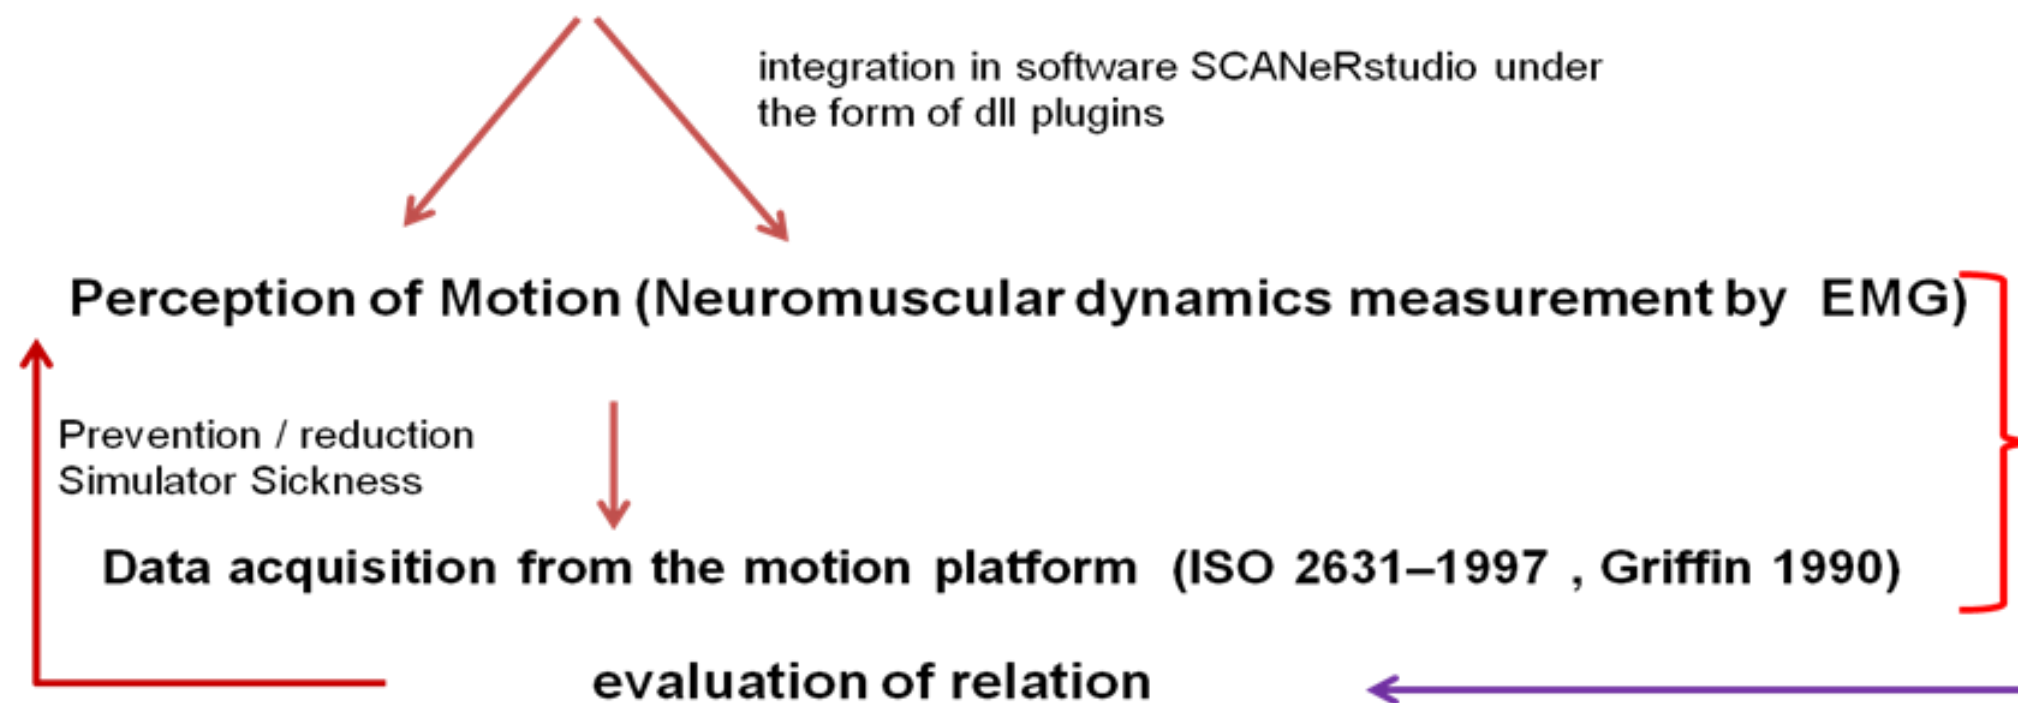 integration in software SCANeRstudio under
the form of dll plugins
Perception of Motion (Neuromuscular dynamics measurement by EMG)
Prevention / reduction
Simulator Sickness
Data acquisition from the motion platform (ISO 2631–1997 , Griffin 1990)
evaluation of relation